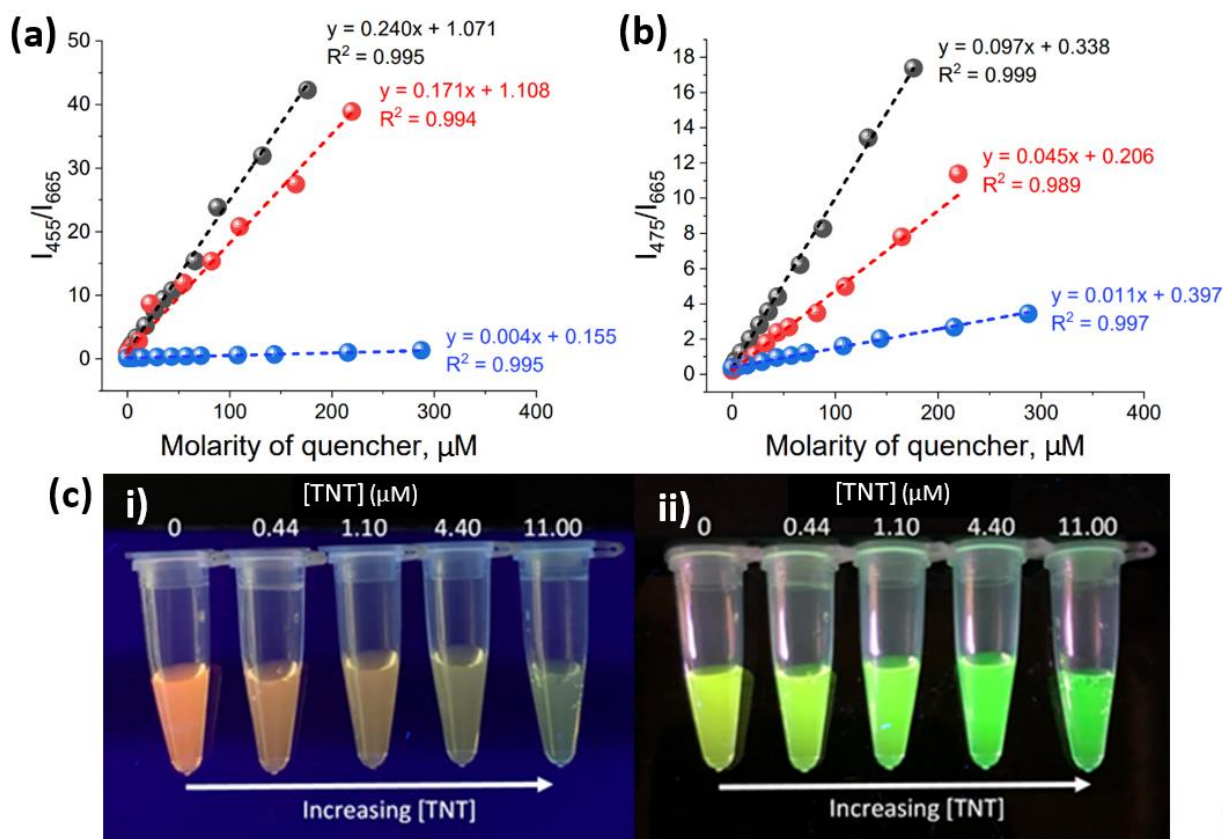 (a)
50
40
30
20
10
0
I455/I665
y = 0.240x + 1.071
R² = 0.995
y = 0.171x + 1.108
R² = 0.994
y = 0.004x + 0.155
R² = 0.995
0 100 200 300 400
Molarity of quencher, μM
(b)
18
16
14
12
10
8
6
4
2
0
I475/I665
y = 0.097x + 0.338
R² = 0.999
y = 0.045x + 0.206
R² = 0.989
y = 0.011x + 0.397
R² = 0.997
0 100 200 300 400
Molarity of quencher, μM
(c)
i)
[TNT] (μM)
0 0.44 1.10 4.40 11.00
Increasing [TNT]
ii)
[TNT] (μM)
0 0.44 1.10 4.40 11.00
Increasing [TNT]